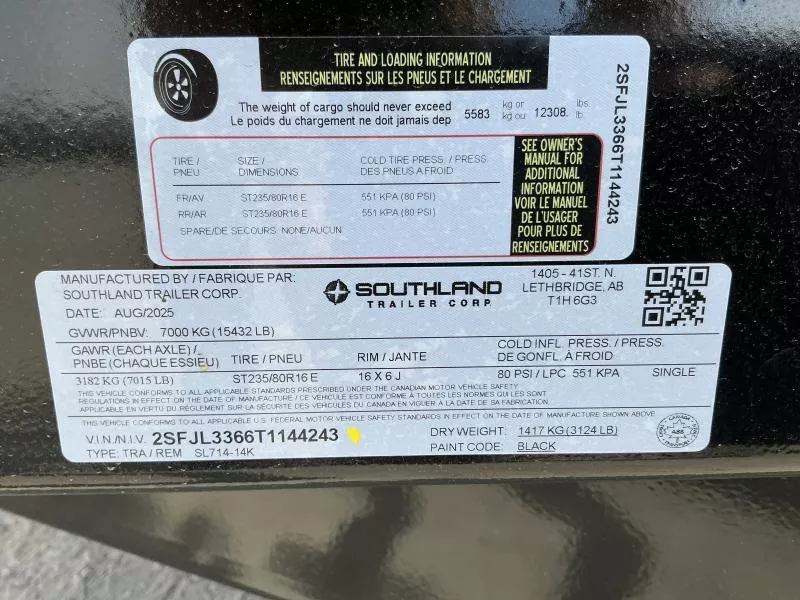 TIRE AND LOADING INFORMATION
RENSEIGNEMENTS SUR LES PNEUS ET LE CHARGEMENT
The weight of cargo should never exceed 5583 kg or 12308. lbs.
Le poids du chargement ne doit jamais dep kg ou lb.
TIRE / SIZE / COLD TIRE PRESS. / PRESS
PNEU DIMENSIONS DES PNEUS A FROID
FR/AV ST235/80R16 E 551 KPA (80 PSI)
RR/AR ST235/80R16 E 551 KPA (80 PSI)
SPARE/DE SECOURS NONE/AUCUN
SEE OWNER'S
MANUAL FOR
ADDITIONAL
INFORMATION
VOIR LE MANUEL
DE L'USAGER
POUR PLUS DE
RENSEIGNEMENTS
2SFJL3366T1144243
MANUFACTURED BY / FABRIQUE PAR:
SOUTHLAND TRAILER CORP.
DATE: AUG/2025
GVWR/PNBV: 7000 KG (15432 LB)
SOUTHLAND
TRAILER CORP
1405 - 41ST. N.
LETHBRIDGE, AB
T1H 6G3
GAWR (EACH AXLE) / TIRE / PNEU RIM / JANTE COLD INFL. PRESS. / PRESS.
PNBE (CHAQUE ESSIEU) DE GONFL. À FROID
3182 KG (7015 LB) ST235/80R16 E 16 X 6 J 80 PSI / LPC 551 KPA SINGLE
THIS VEHICLE CONFORMS TO ALL APPLICABLE STANDARDS PRESCRIBED UNDER THE CANADIAN MOTOR VEHICLE SAFETY
REGULATIONS IN EFFECT ON THE DATE OF MANUFACTURE / CE VÉHICULE EST CONFORME À TOUTES LES NORMES QUI LUI SONT
APPLICABLE EN VERTU DU RÈGLEMENT SUR LA SÉCURITÉ DES VÉHICULES DU CANADA EN VIGUEUR À LA DATE DE SA FABRICATION.
THIS VEHICLE CONFORMS TO ALL APPLICABLE U.S. FEDERAL MOTOR VEHICLE SAFETY STANDARDS IN EFFECT ON THE DATE OF MANUFACTURE SHOWN ABOVE
V.I.N./N.I.V. 2SFJL3366T1144243 DRY WEIGHT: 1417 KG (3124 LB)
TYPE: TRA / REM SL714-14K PAINT CODE: BLACK